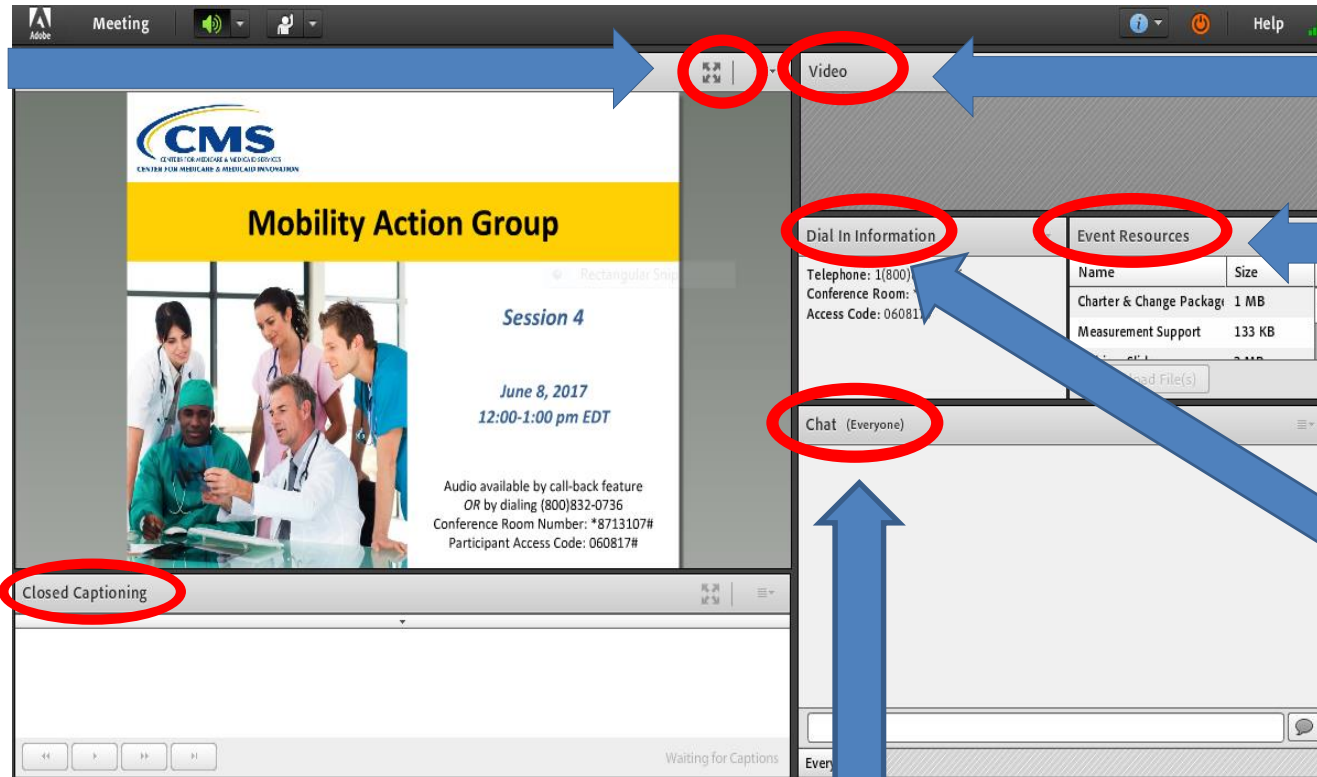 Adobe
Meeting
Help
Video
CMS
CENTERS FOR MEDICARE & MEDICAID SERVICES
CENTER FOR MEDICARE & MEDICAID INNOVATION
Mobility Action Group
Rectangular Snip
Session 4
June 8, 2017
12:00-1:00 pm EDT
Audio available by call-back feature
OR by dialing (800)832-0736
Conference Room Number: *8713107#
Participant Access Code: 060817#
Dial In Information
Telephone: 1(800)
Conference Room:
Access Code: 06081
Event Resources
Name Size
Charter & Change Package 1 MB
Measurement Support 133 KB
File(s)
Chat (Everyone)
Closed Captioning
Waiting for Captions